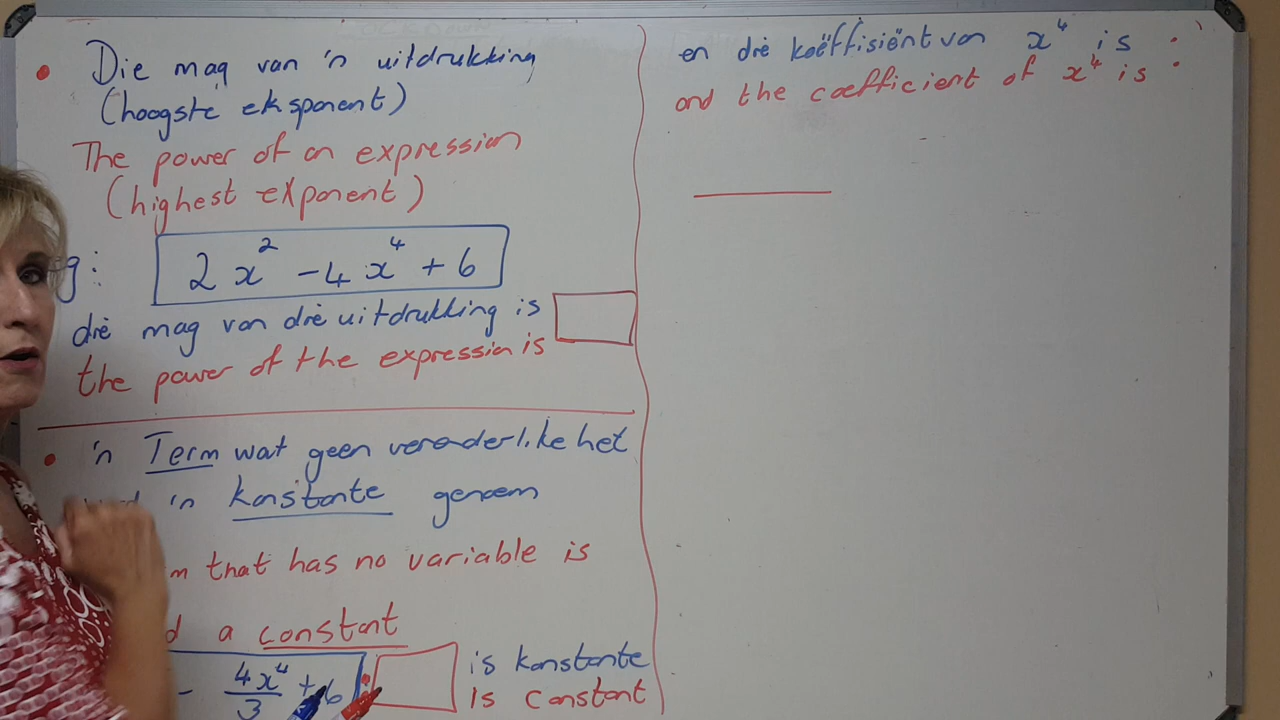 • Die mag van 'n uitdrukking
(hoogste eksponent)
The power of an expression
(highest exponent)
g: 2x² - 4x⁴ + 6
die mag van die uitdrukking is
the power of the expression is
• 'n Term wat geen veranderlike het
'n konstante genoem
m that has no variable is
d a constant
- 4x⁴/3 + 6
is konstante
is constant
en die koëffisiënt van x⁴ is
and the coefficient of x⁴ is